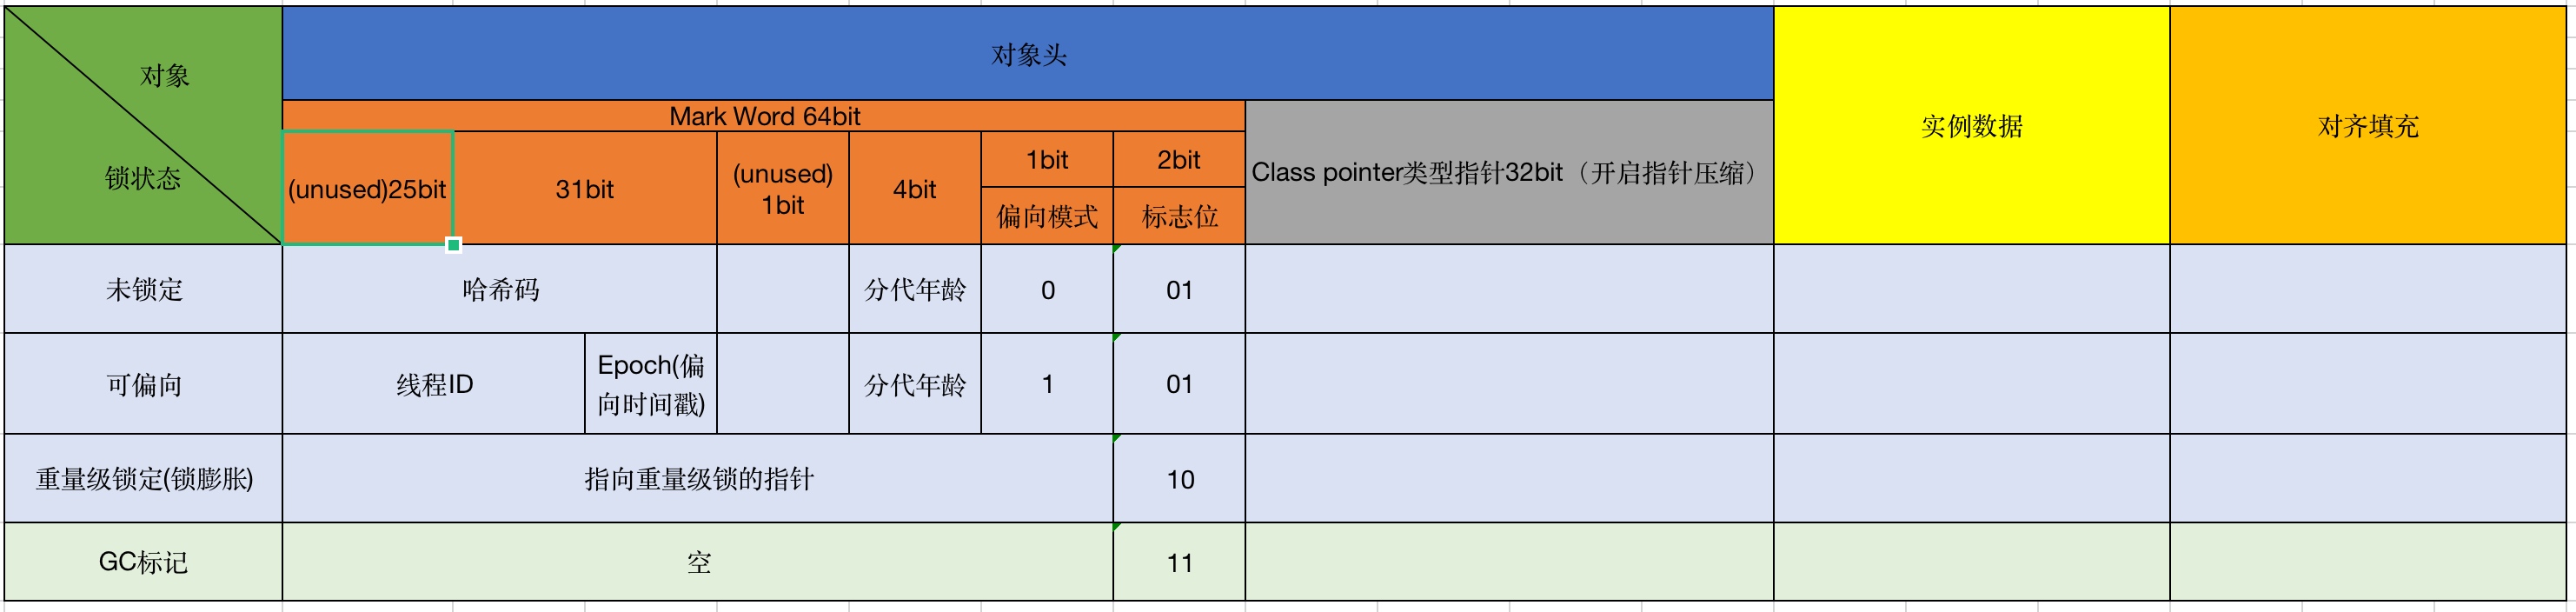 对象
锁状态
对象头
Mark Word 64bit
(unused)25bit
31bit
(unused)
1bit
4bit
1bit
2bit
偏向模式
标志位
Class pointer类型指针32bit（开启指针压缩）
实例数据
对齐填充
未锁定
哈希码
分代年龄
0
01
可偏向
线程ID
Epoch(偏
向时间戳)
分代年龄
1
01
重量级锁定(锁膨胀)
指向重量级锁的指针
10
GC标记
空
11